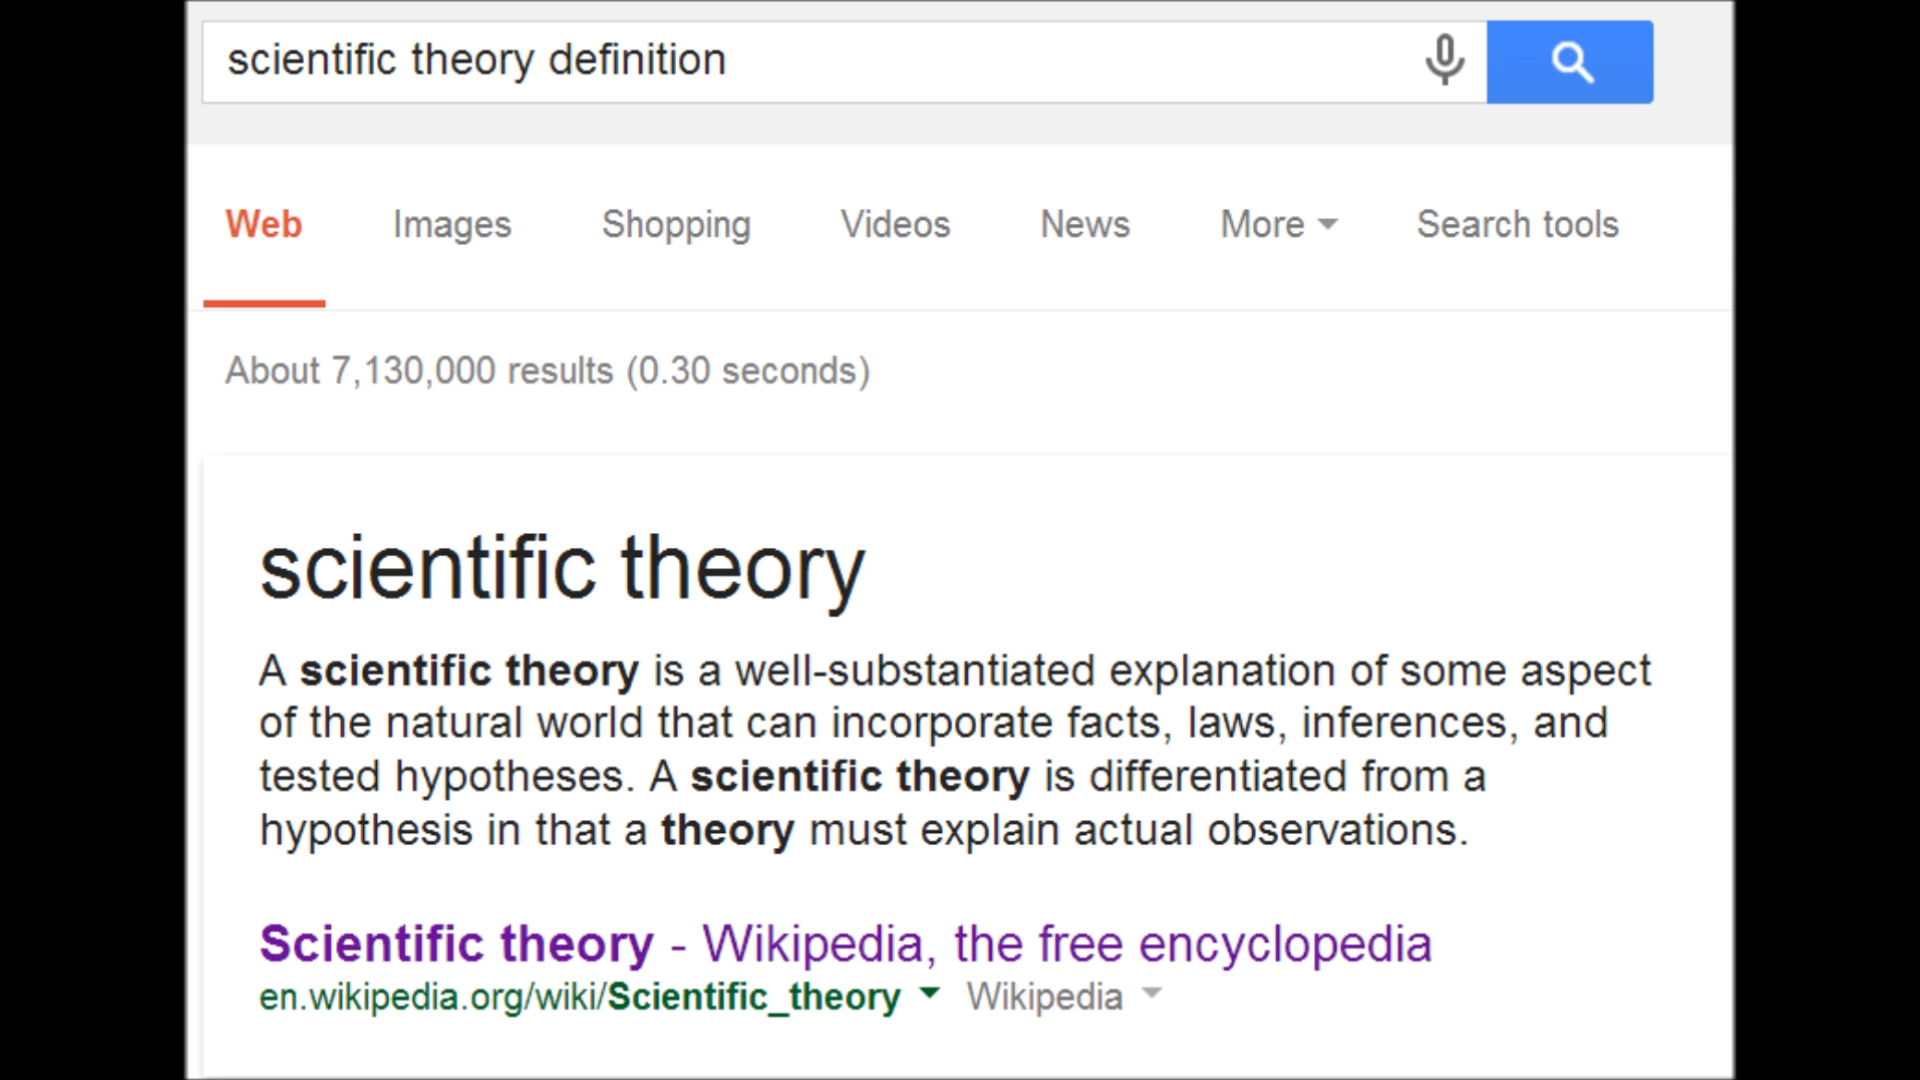 scientific theory definition
Web Images Shopping Videos News More Search tools
About 7,130,000 results (0.30 seconds)
scientific theory
A scientific theory is a well-substantiated explanation of some aspect
of the natural world that can incorporate facts, laws, inferences, and
tested hypotheses. A scientific theory is differentiated from a
hypothesis in that a theory must explain actual observations.
Scientific theory - Wikipedia, the free encyclopedia
en.wikipedia.org/wiki/Scientific_theory Wikipedia